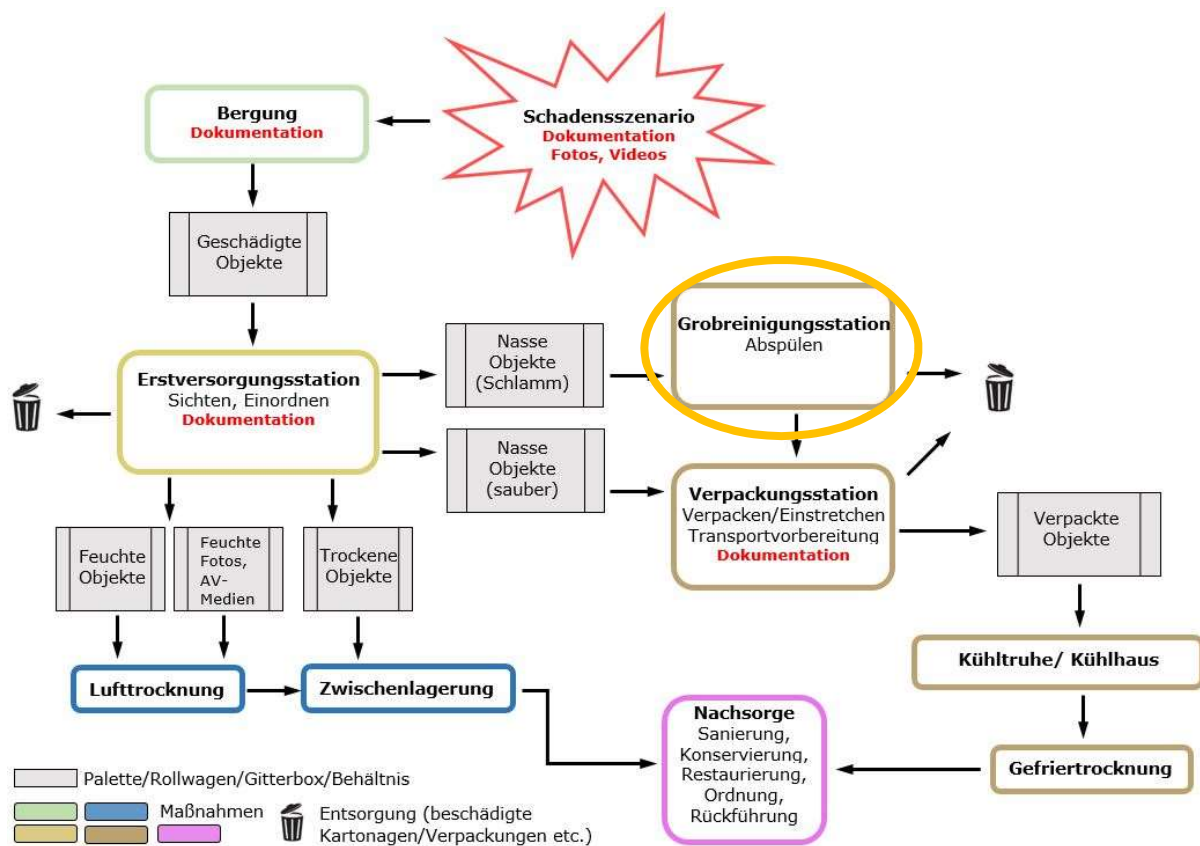 Schadensszenario
Dokumentation
Fotos, Videos
Bergung
Dokumentation
Geschädigte
Objekte
Erstversorgungsstation
Sichten, Einordnen
Dokumentation
Nasse
Objekte
(Schlamm)
Grobreinigungsstation
Abspülen
Nasse
Objekte
(sauber)
Verpackungsstation
Verpacken/Einstretchen
Transportvorbereitung
Dokumentation
Verpackte
Objekte
Feuchte
Objekte
Feuchte
Fotos,
AV-
Medien
Trockene
Objekte
Lufttrocknung
Zwischenlagerung
Kühltruhe/ Kühlhaus
Gefriertrocknung
Nachsorge
Sanierung,
Konservierung,
Restaurierung,
Ordnung,
Rückführung
Palette/Rollwagen/Gitterbox/Behältnis
Maßnahmen
Entsorgung (beschädigte
Kartonagen/Verpackungen etc.)